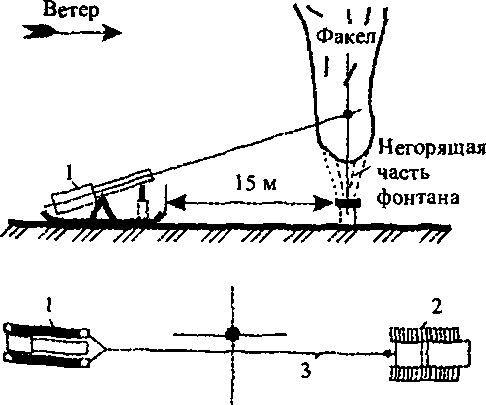 Ветер
Факел
1
15 м
Негорящая
часть
фонтана
1
2
3